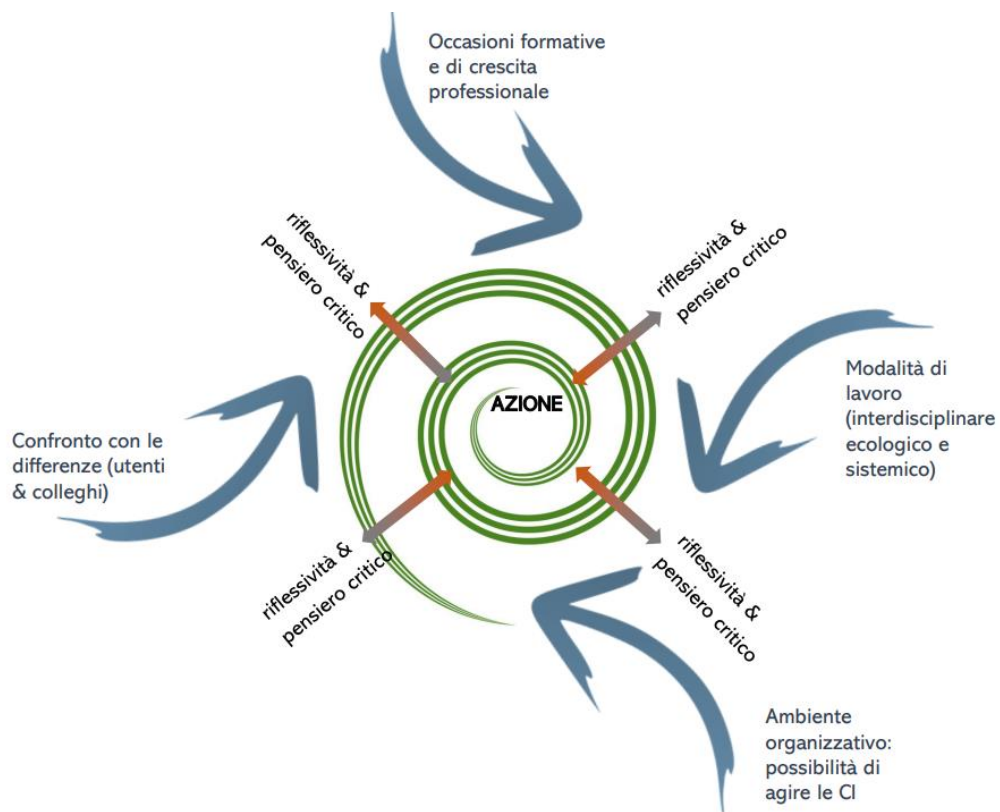 Occasioni formative
e di crescita
professionale
riflessività &
pensiero critico
riflessività &
pensiero critico
AZIONE
Modalità di
lavoro
(interdisciplinare
ecologico e
sistemico)
Confronto con le
differenze (utenti
& colleghi)
riflessività &
pensiero critico
riflessività &
pensiero critico
Ambiente
organizzativo:
possibilità di
agire le CI